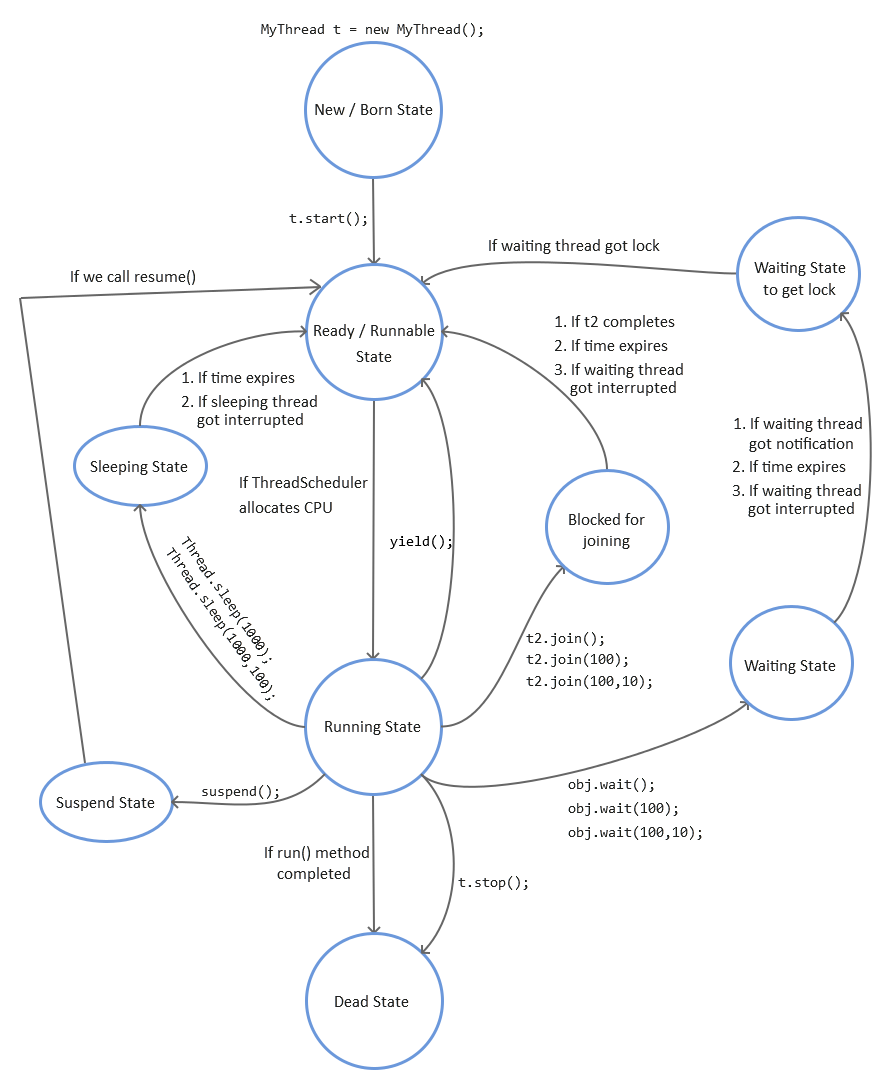 MyThread t = new MyThread();
New / Born State
t.start();
If we call resume()
If waiting thread got lock
Waiting State
to get lock
Ready / Runnable
State
1. If t2 completes
2. If time expires
3. If waiting thread
got interrupted
1. If time expires
2. If sleeping thread
got interrupted
1. If waiting thread
got notification
2. If time expires
3. If waiting thread
got interrupted
Sleeping State
If ThreadScheduler
allocates CPU
yield();
Blocked for
joining
Thread.sleep(1000);
Thread.sleep(1000,100);
t2.join();
t2.join(100);
t2.join(100,10);
Waiting State
Running State
suspend();
Suspend State
obj.wait();
obj.wait(100);
obj.wait(100,10);
If run() method
completed
t.stop();
Dead State